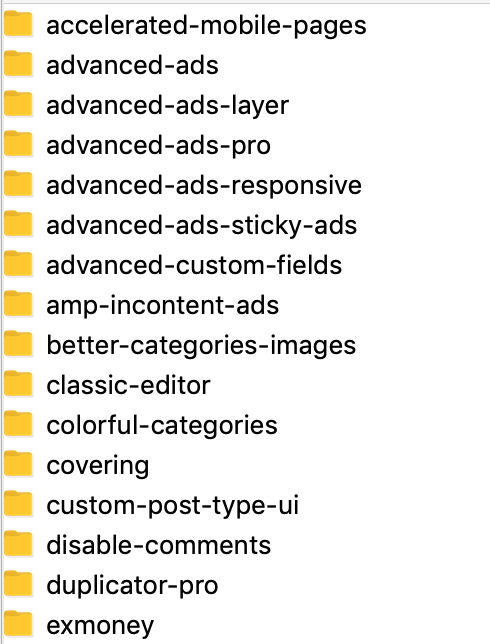 accelerated-mobile-pages
advanced-ads
advanced-ads-layer
advanced-ads-pro
advanced-ads-responsive
advanced-ads-sticky-ads
advanced-custom-fields
amp-incontent-ads
better-categories-images
classic-editor
colorful-categories
covering
custom-post-type-ui
disable-comments
duplicator-pro
exmoney